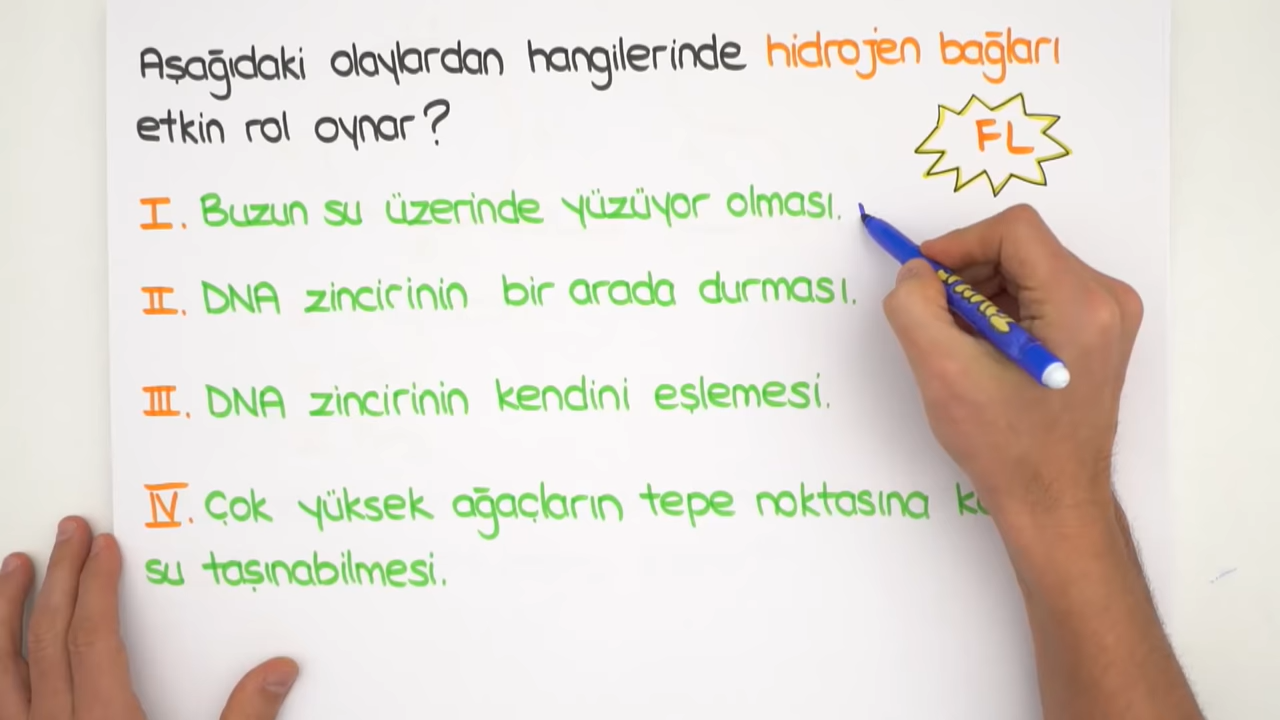 Aşağıdaki olaylardan hangilerinde hidrojen bağları
etkin rol oynar?
FL
I. Buzun su üzerinde yüzüyor olması.
II. DNA zincirinin bir arada durması.
III. DNA zincirinin kendini eşlemesi.
IV. Çok yüksek ağaçların tepe noktasına
su taşınabilmesi.